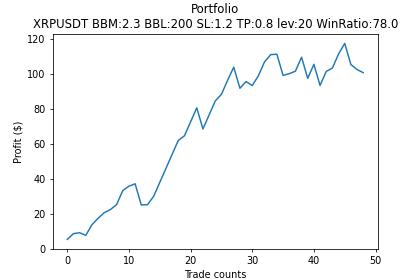 Portfolio
XRPUSDT BBM:2.3 BBL:200 SL:1.2 TP:0.8 lev:20 WinRatio:78.0
120
100
80
60
40
20
0
Profit ($)
0 10 20 30 40 50
Trade counts